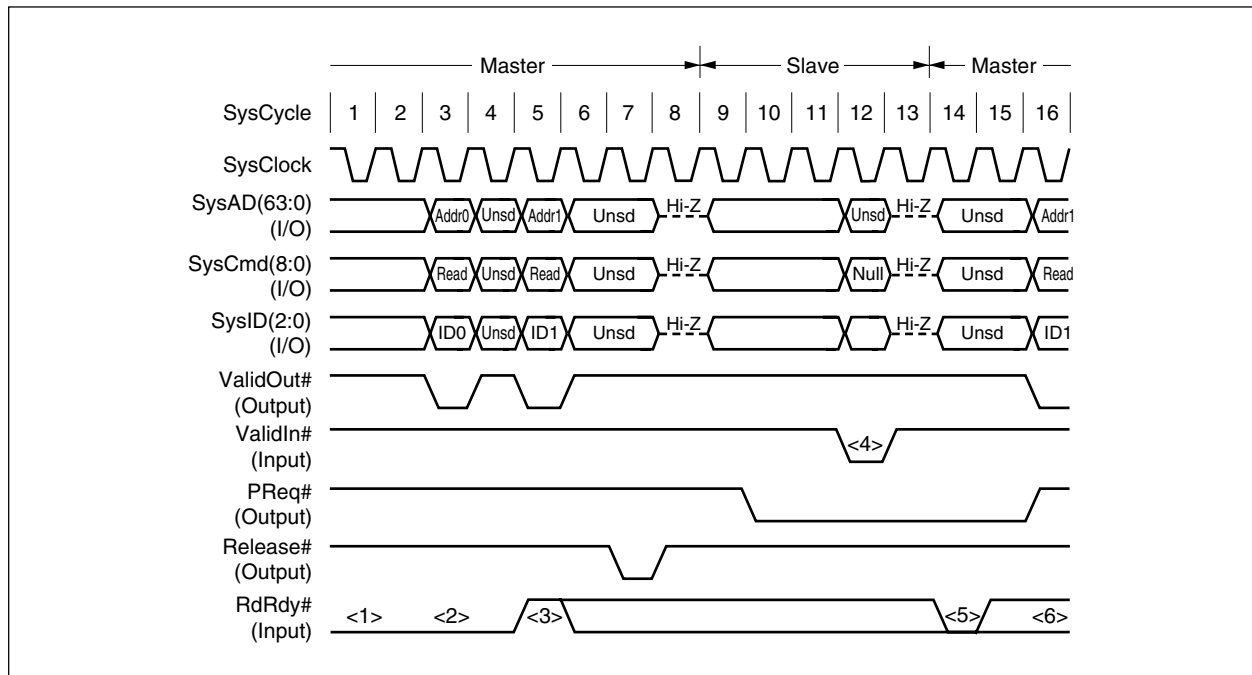 Master Slave Master
SysCycle 1 2 3 4 5 6 7 8 9 10 11 12 13 14 15 16
SysClock
SysAD(63:0) Addr0 Unsd Addr1 Unsd Hi-Z Unsd Hi-Z Unsd Addr1
(I/O)
SysCmd(8:0) Read Unsd Read Unsd Hi-Z Null Hi-Z Unsd Read
(I/O)
SysID(2:0) ID0 Unsd ID1 Unsd Hi-Z Hi-Z Unsd ID1
(I/O)
ValidOut#
(Output)
ValidIn# <4>
(Input)
PReq#
(Output)
Release#
(Output)
RdRdy# <1> <2> <3> <5> <6>
(Input)